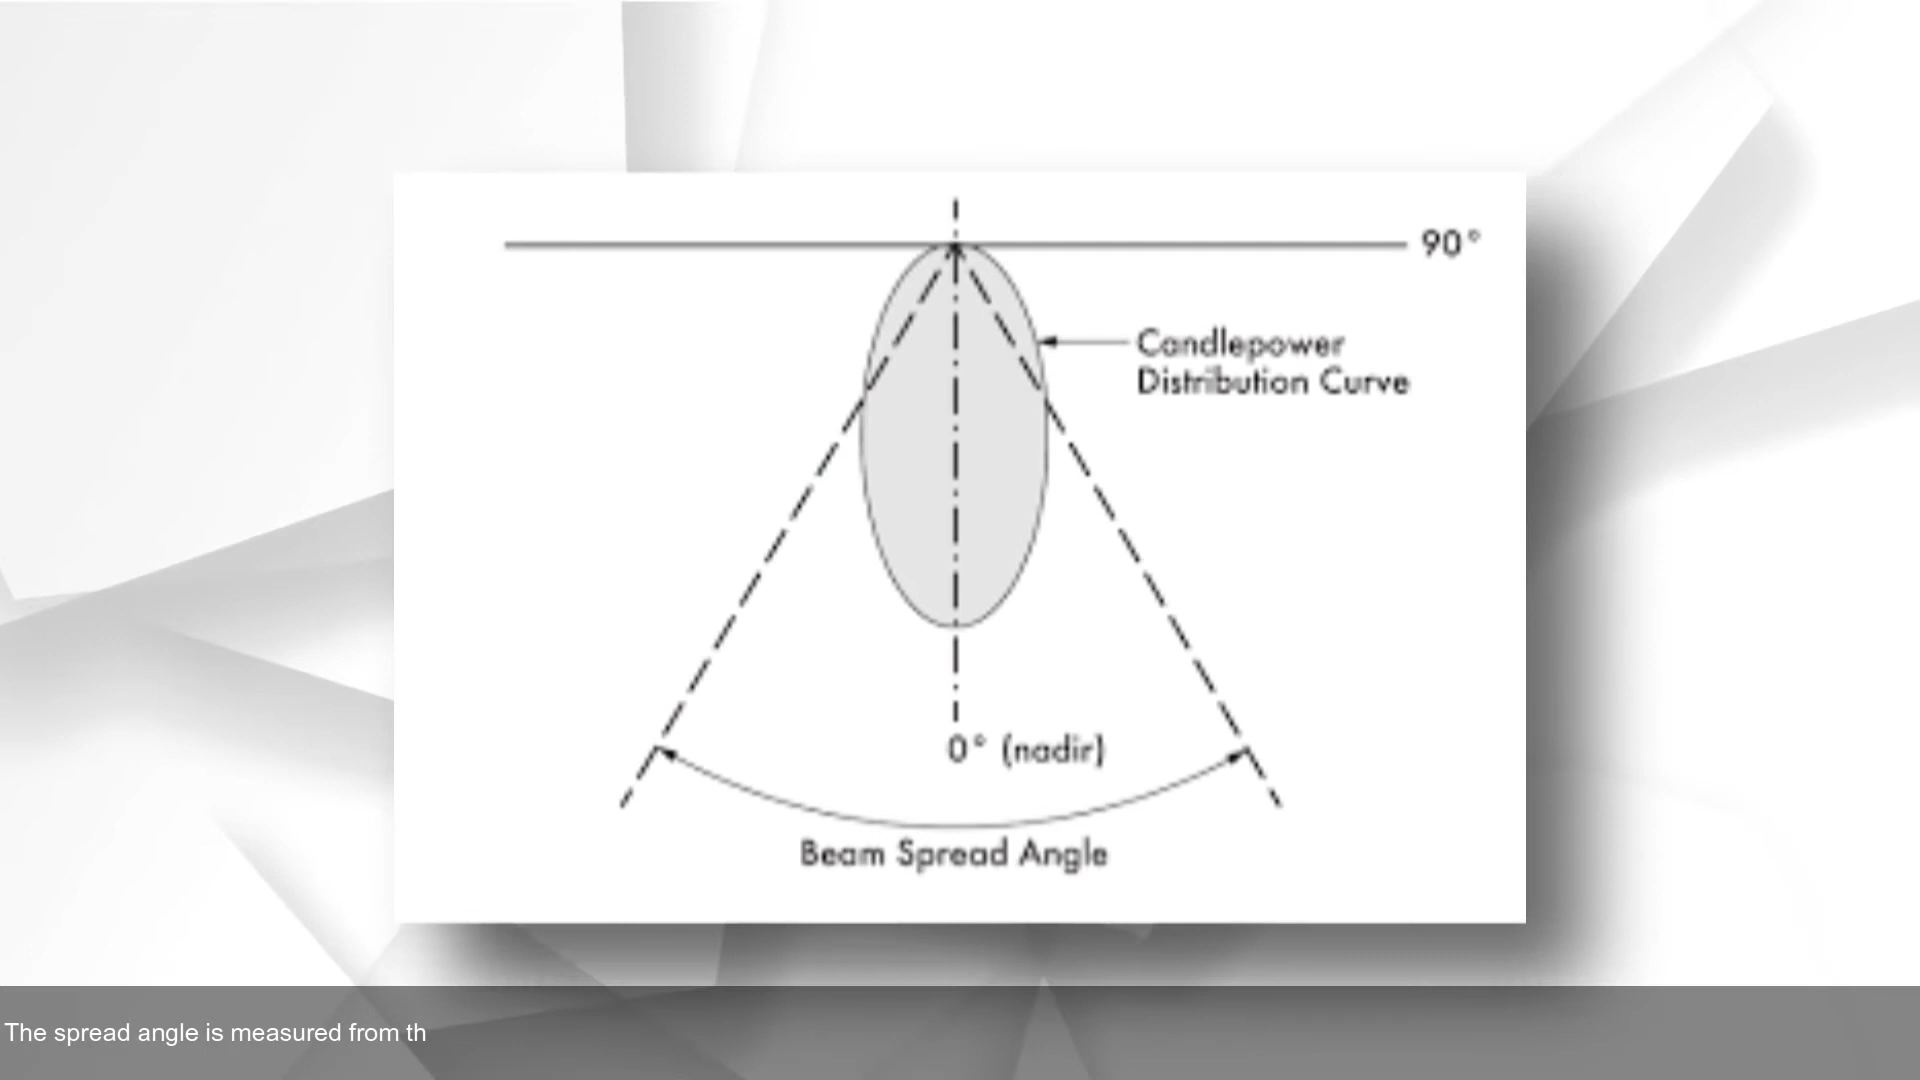 90°
Candlepower
Distribution Curve
0° (nadir)
Beam Spread Angle
The spread angle is measured from th